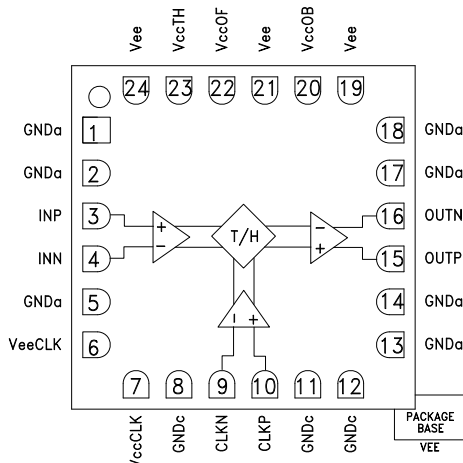 Vee
VccTH
VccOF
Vee
VccOB
Vee
24
23
22
21
20
19
GNDa
1
18
GNDa
GNDa
2
17
GNDa
INP
3
+
T/H
−
16
OUTN
INN
4
−
+
15
OUTP
GNDa
5
14
GNDa
VeeCLK
6
− +
13
GNDa
7
8
9
10
11
12
VccCLK
GNDc
CLKN
CLKP
GNDc
GNDc
PACKAGE
BASE
VEE